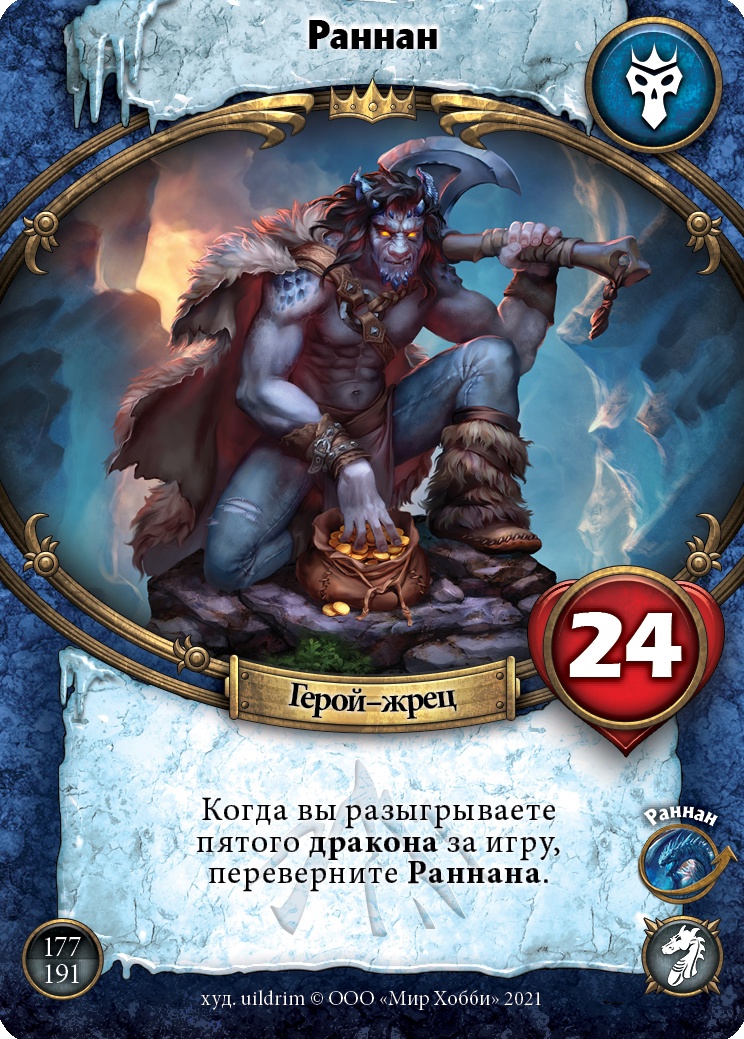 Раннан
24
Герой–жрец
Когда вы разыгрываете
пятого дракона за игру,
переверните Раннана.
Раннан
177
191
худ. uildrim © ООО «Мир Хобби» 2021